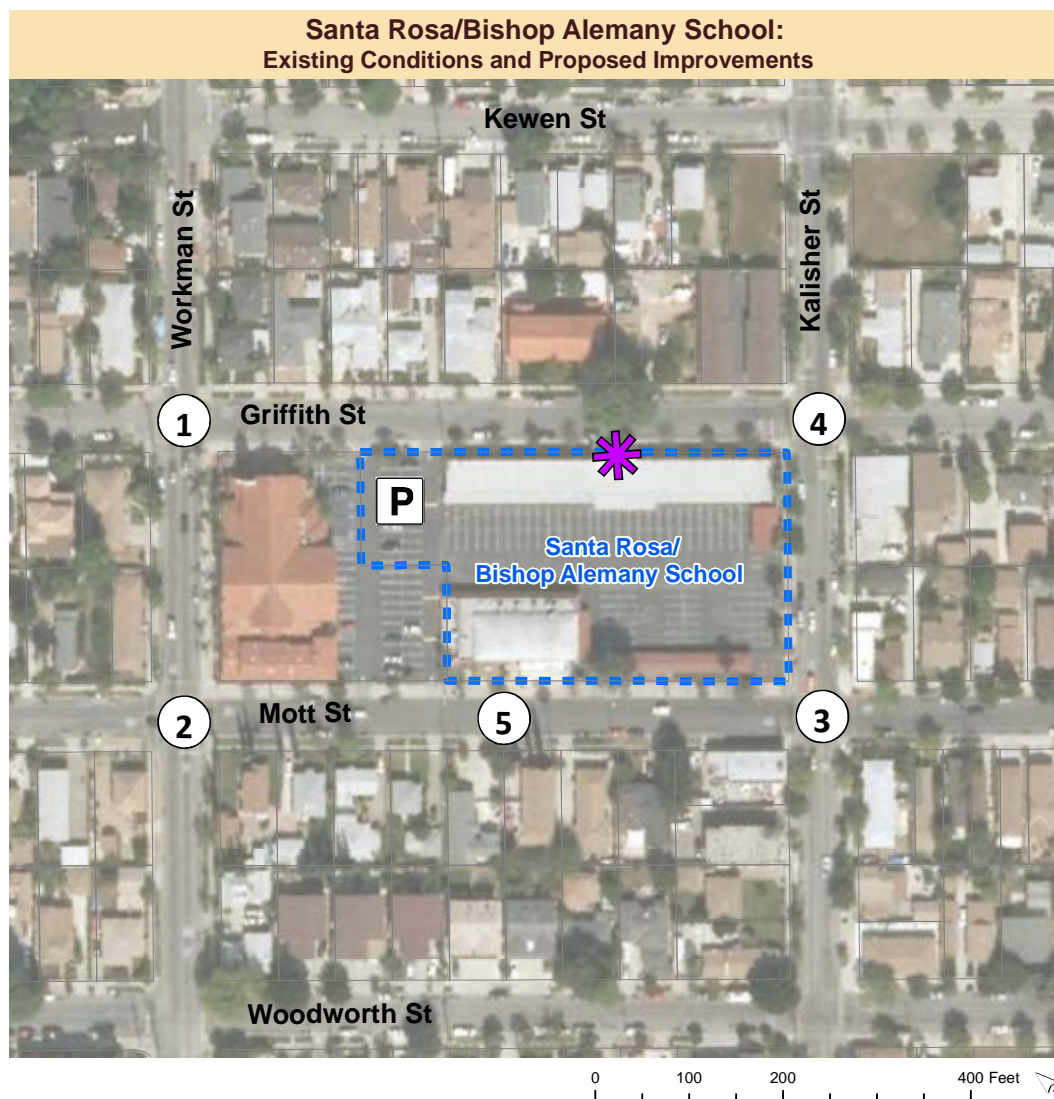 Santa Rosa/Bishop Alemany School:
Existing Conditions and Proposed Improvements
Kewen St
Workman St
Kalisher St
1
Griffith St
4
P
Santa Rosa/
Bishop Alemany School
2
Mott St
5
3
Woodworth St
0 100 200 400 Feet